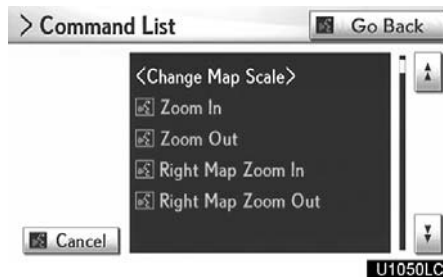 > Command List
Go Back
<Change Map Scale>
Zoom In
Zoom Out
Right Map Zoom In
Right Map Zoom Out
Cancel
U1050LC